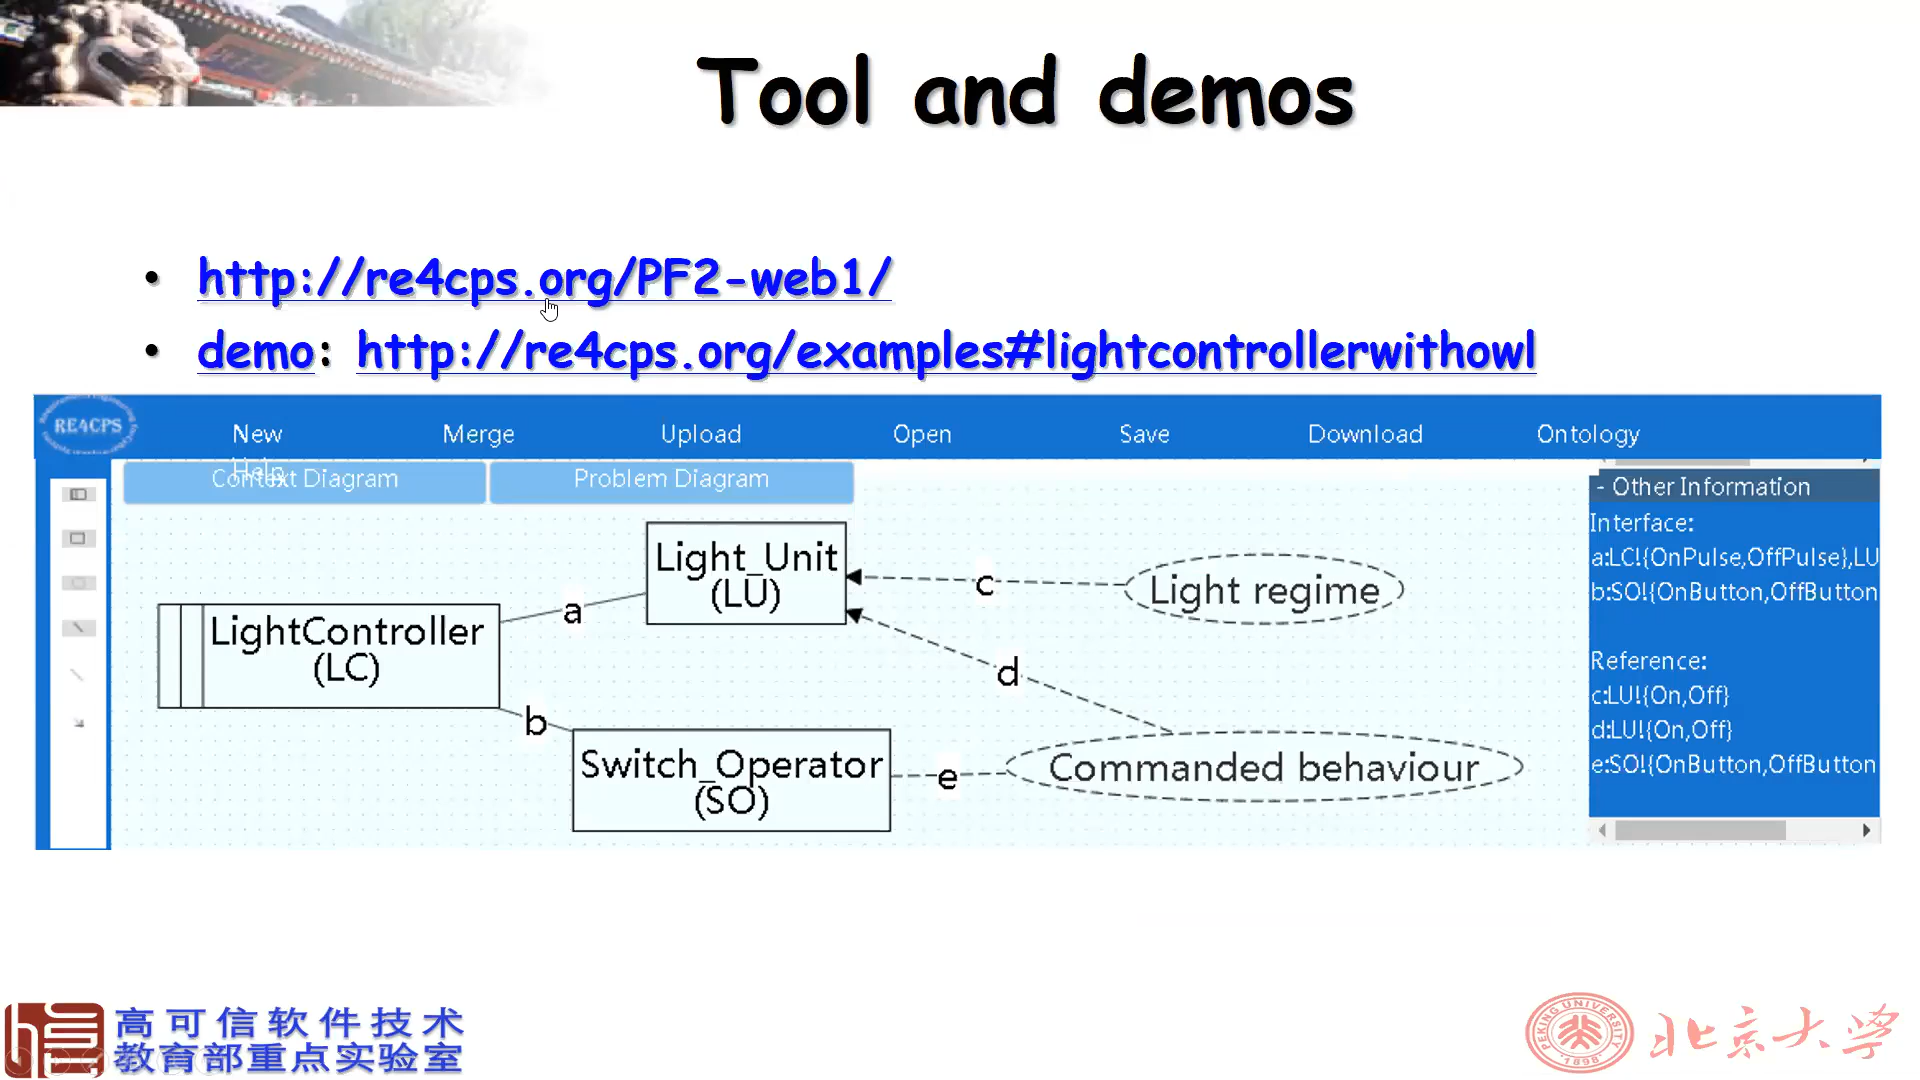 Tool and demos
• http://re4cps.org/PF2-web1/
• demo: http://re4cps.org/examples#lightcontrollerwithowl
RE4CPS
New Merge Upload Open Save Download Ontology
Help
Context Diagram Problem Diagram
- Other Information
Interface:
a:LC!{OnPulse,OffPulse},LU
b:SO!{OnButton,OffButton
Reference:
c:LU!{On,Off}
d:LU!{On,Off}
e:SO!{OnButton,OffButton
Light_Unit
(LU)
c
Light regime
LightController
(LC)
a
d
b
Switch_Operator
(SO)
e
Commanded behaviour
高可信软件技术
教育部重点实验室
PEKING UNIVERSITY
1898
北京大学